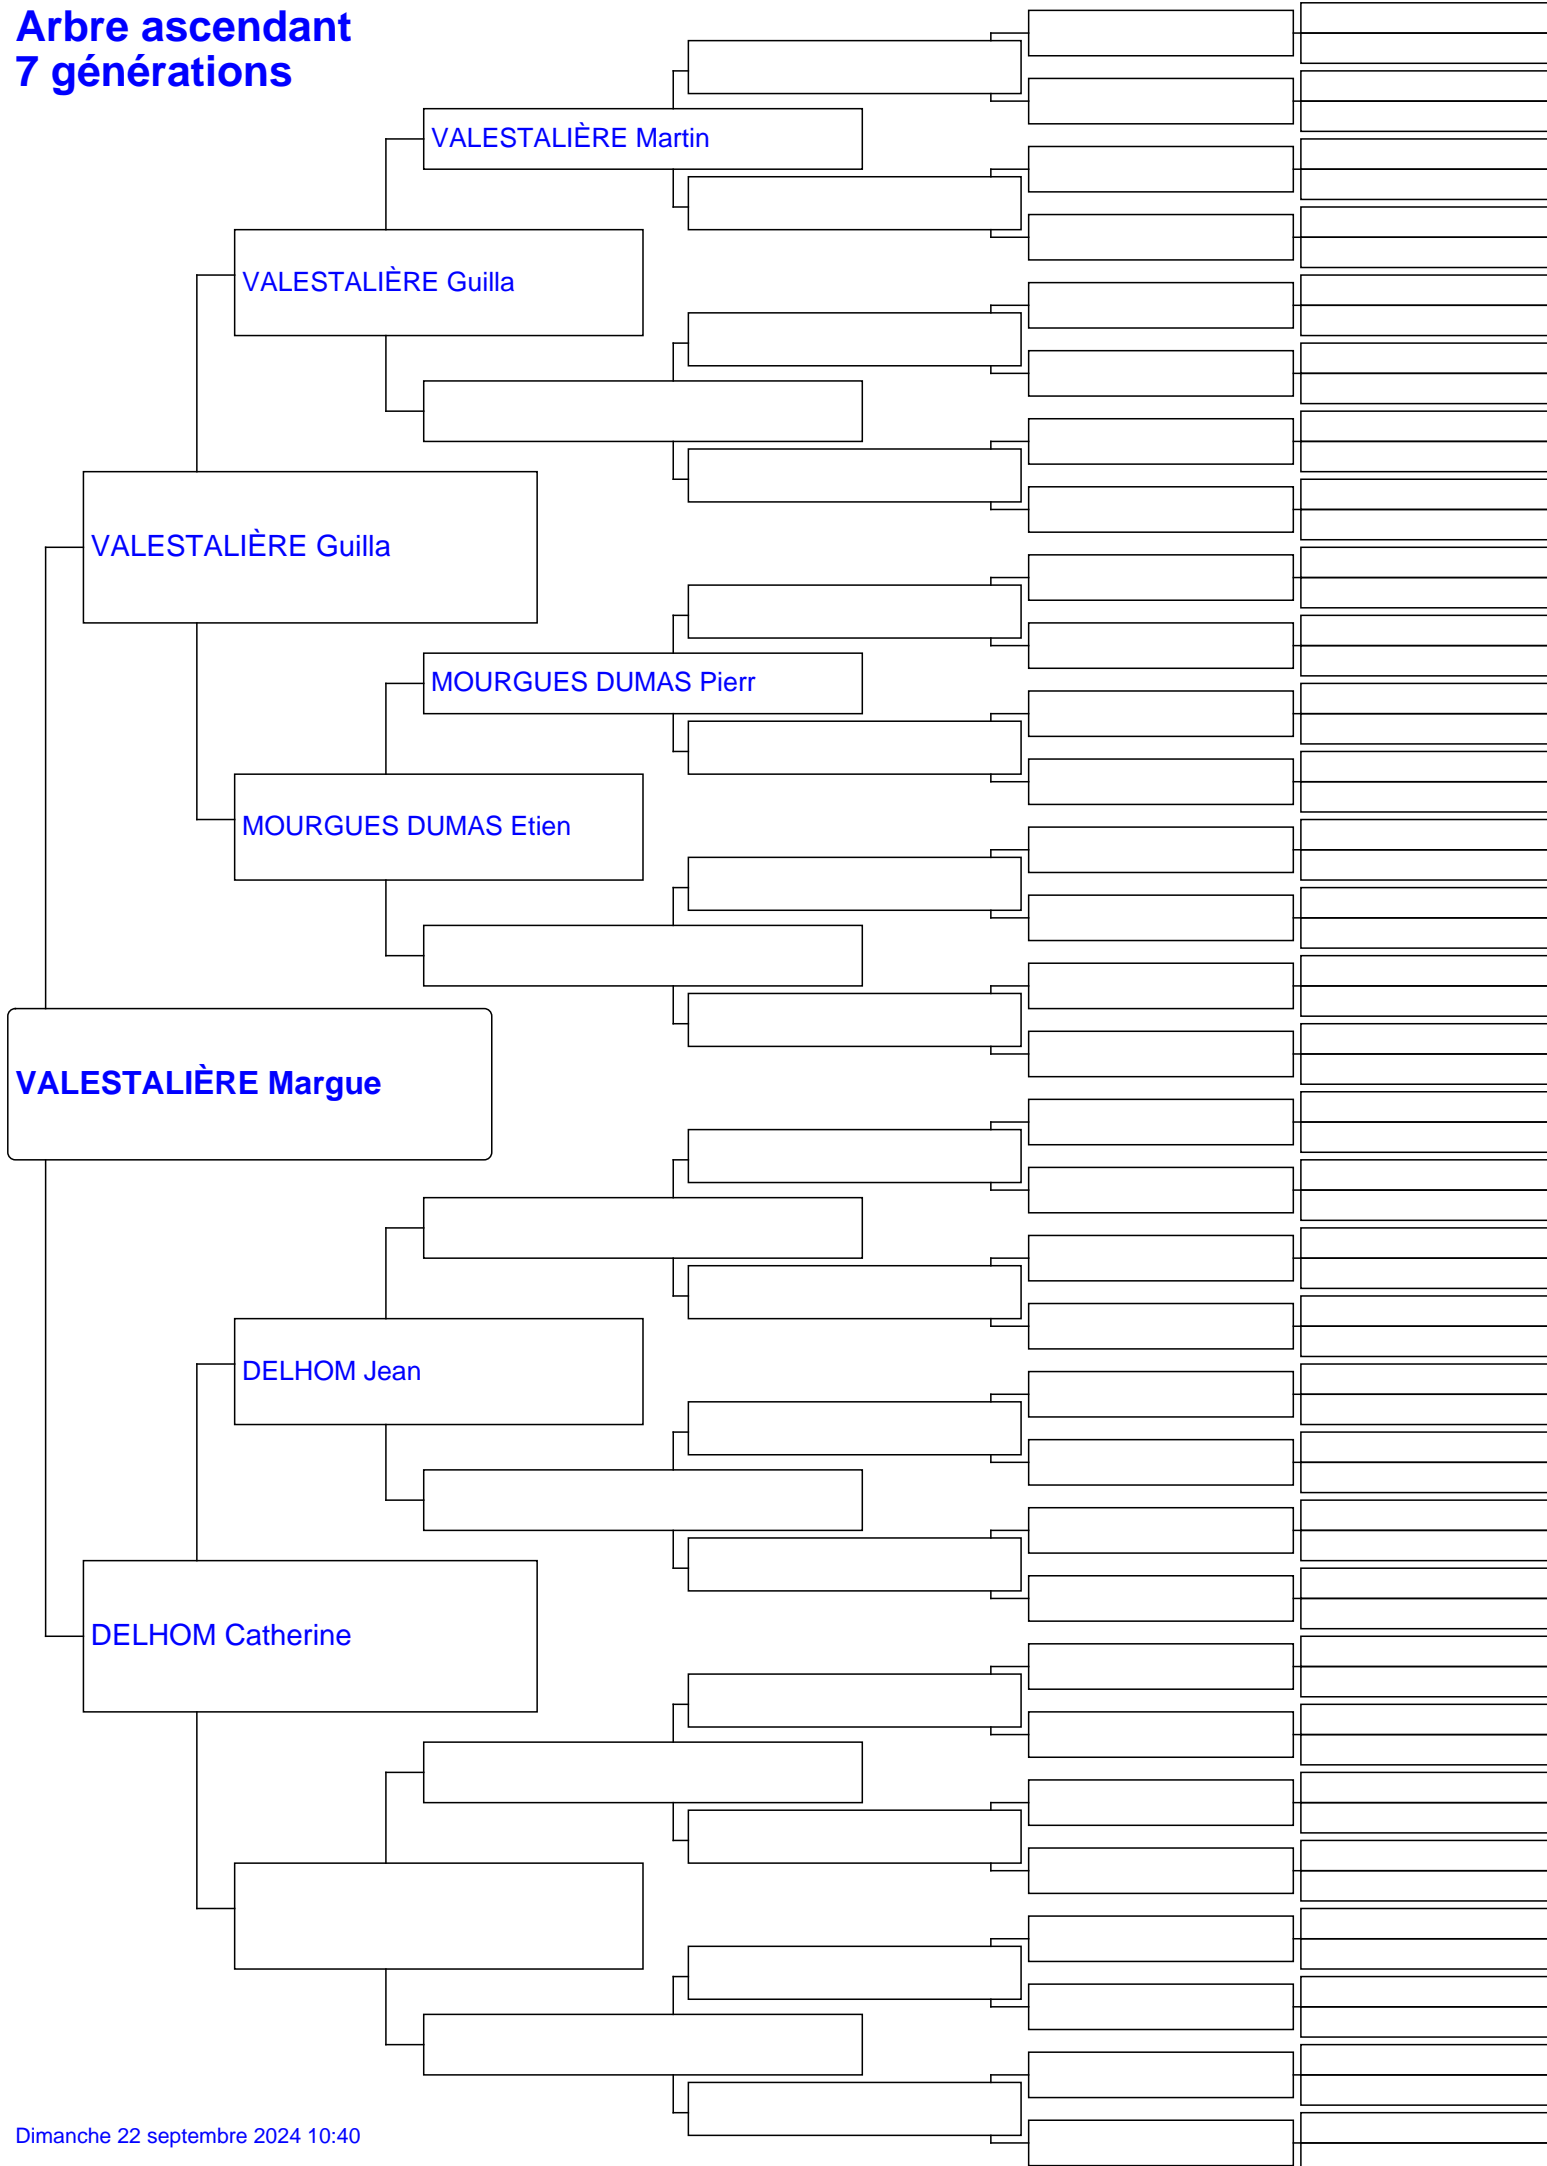 Arbre ascendant
7 générations
VALESTALIÈRE Martin
VALESTALIÈRE Guilla
VALESTALIÈRE Guilla
MOURGUES DUMAS Pierr
MOURGUES DUMAS Etien
VALESTALIÈRE Margue
DELHOM Jean
DELHOM Catherine
Dimanche 22 septembre 2024 10:40